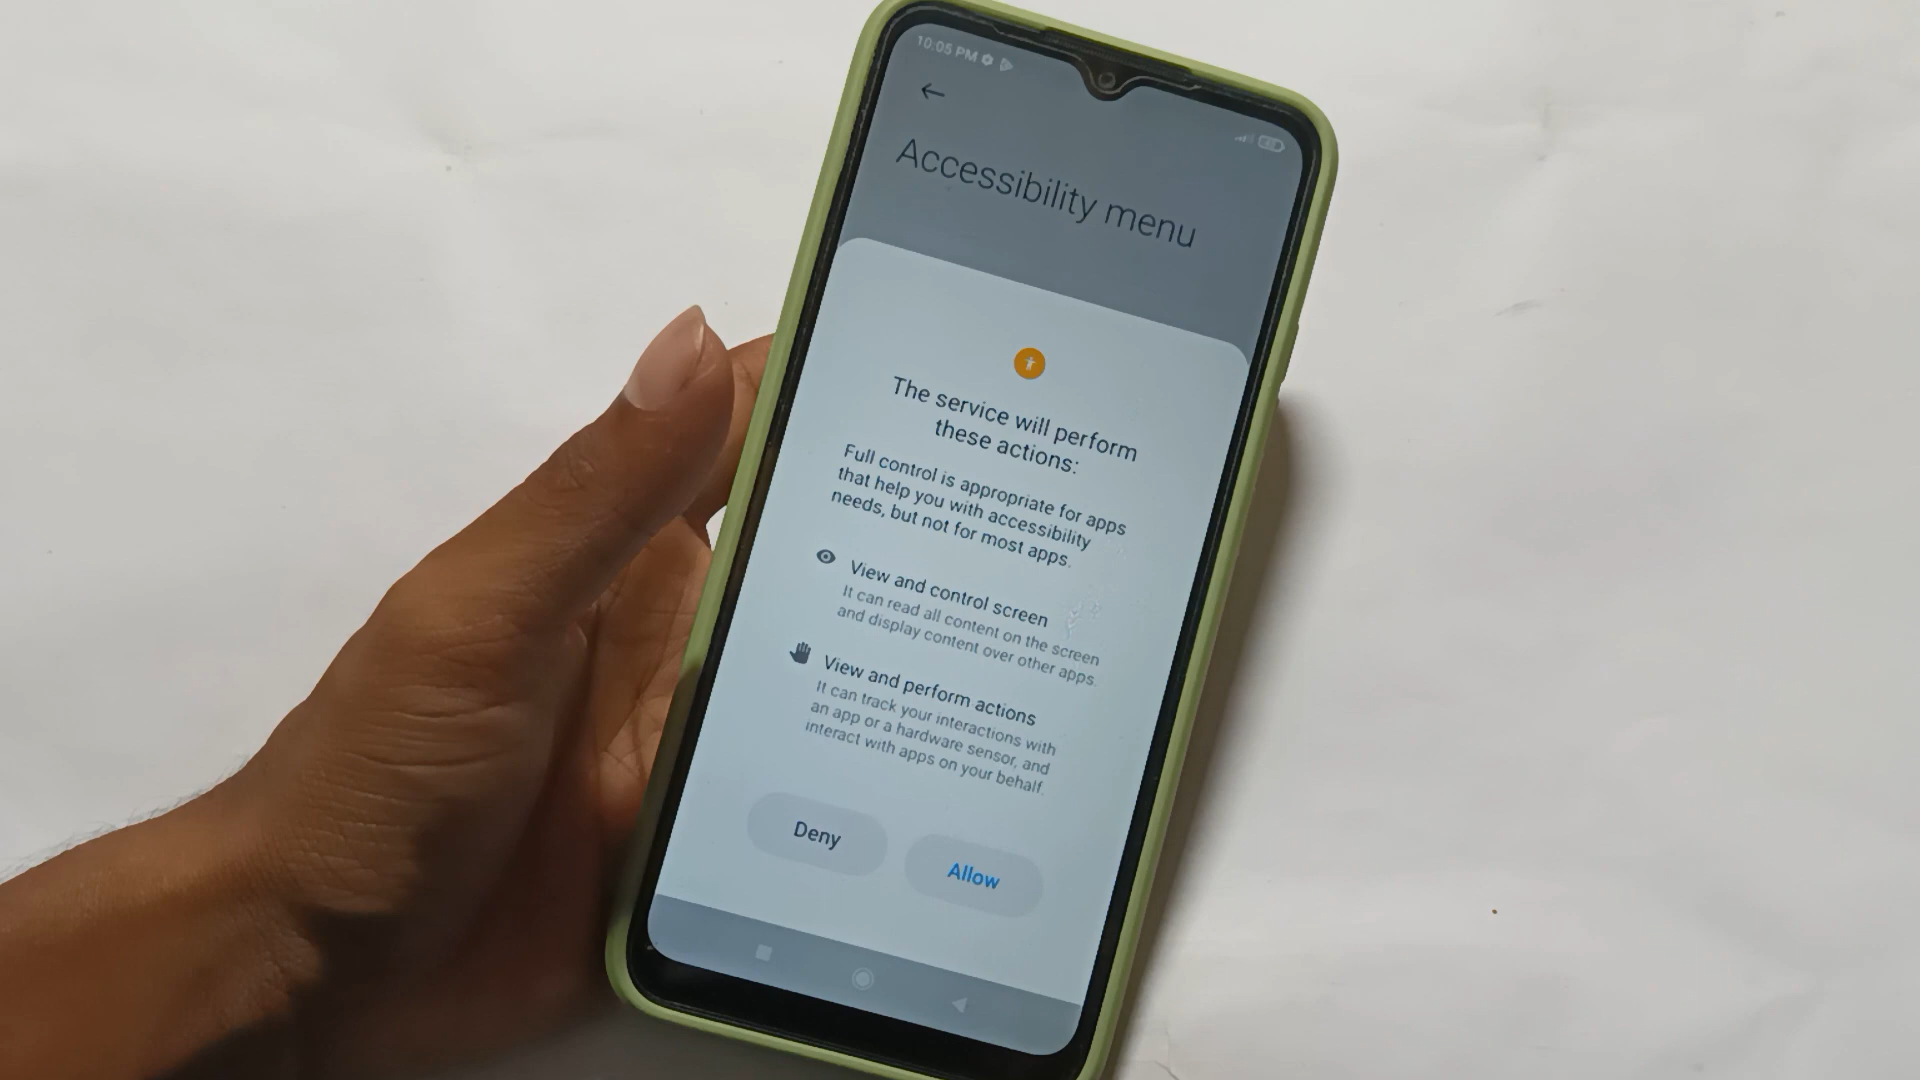 10:05 PM
Accessibility menu
The service will perform
these actions:
Full control is appropriate for apps
that help you with accessibility
needs, but not for most apps.
View and control screen
It can read all content on the screen
and display content over other apps.
View and perform actions
It can track your interactions with
an app or a hardware sensor, and
interact with apps on your behalf.
Deny
Allow